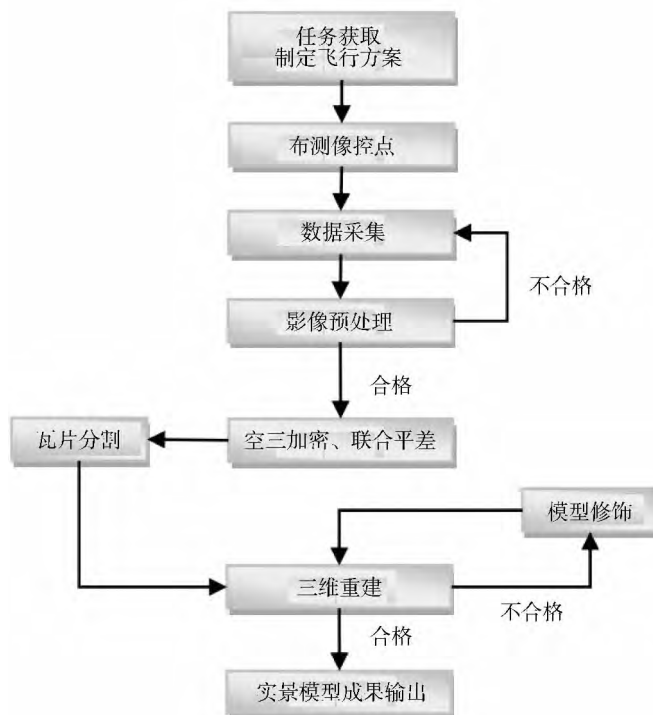 任务获取
制定飞行方案
布测像控点
数据采集
不合格
影像预处理
合格
瓦片分割
空三加密、联合平差
模型修饰
三维重建
不合格
合格
实景模型成果输出